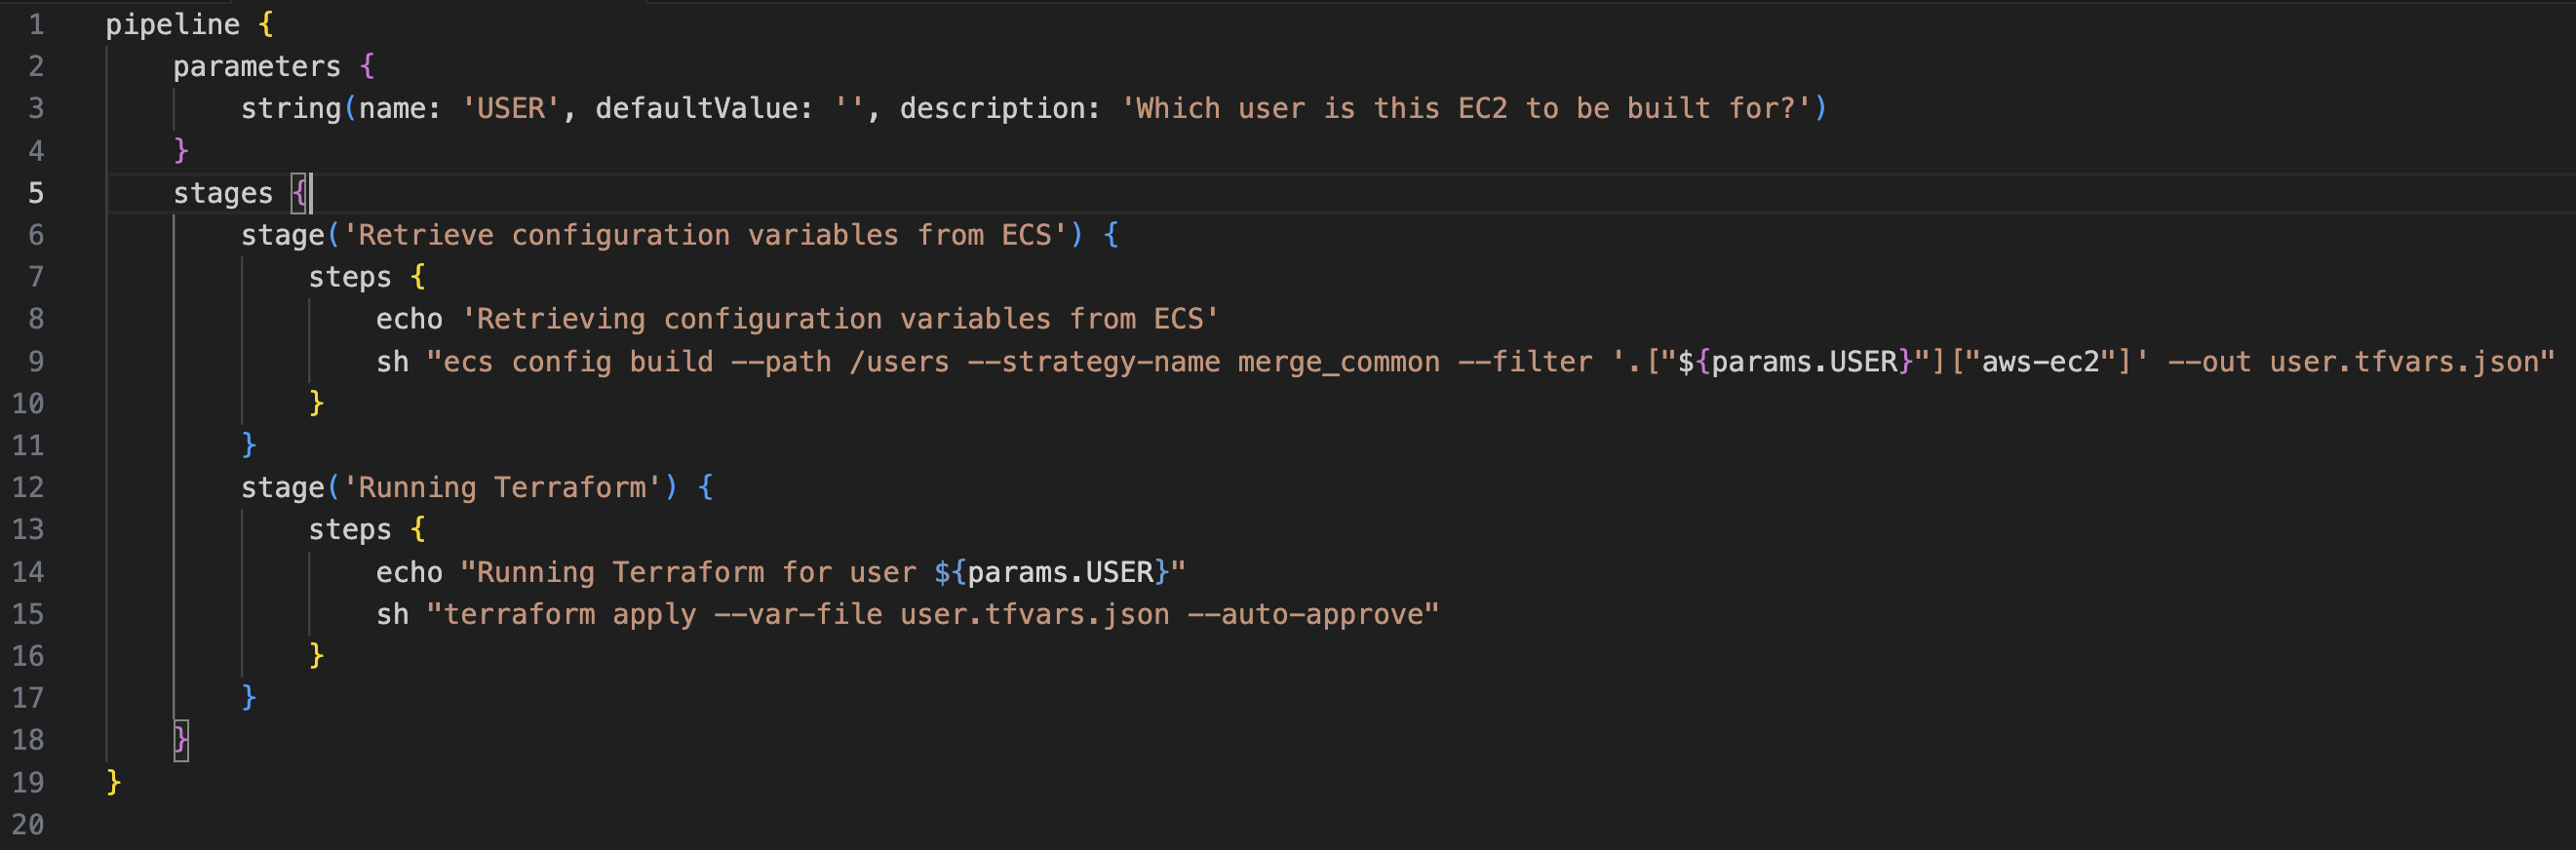 1 pipeline {
2 parameters {
3 string(name: 'USER', defaultValue: '', description: 'Which user is this EC2 to be built for?')
4 }
5 stages {
6 stage('Retrieve configuration variables from ECS') {
7 steps {
8 echo 'Retrieving configuration variables from ECS'
9 sh "ecs config build --path /users --strategy-name merge_common --filter '.["${params.USER}"]["aws-ec2"]' --out user.tfvars.json"
10 }
11 }
12 stage('Running Terraform') {
13 steps {
14 echo "Running Terraform for user ${params.USER}"
15 sh "terraform apply --var-file user.tfvars.json --auto-approve"
16 }
17 }
18 }
19 }
20